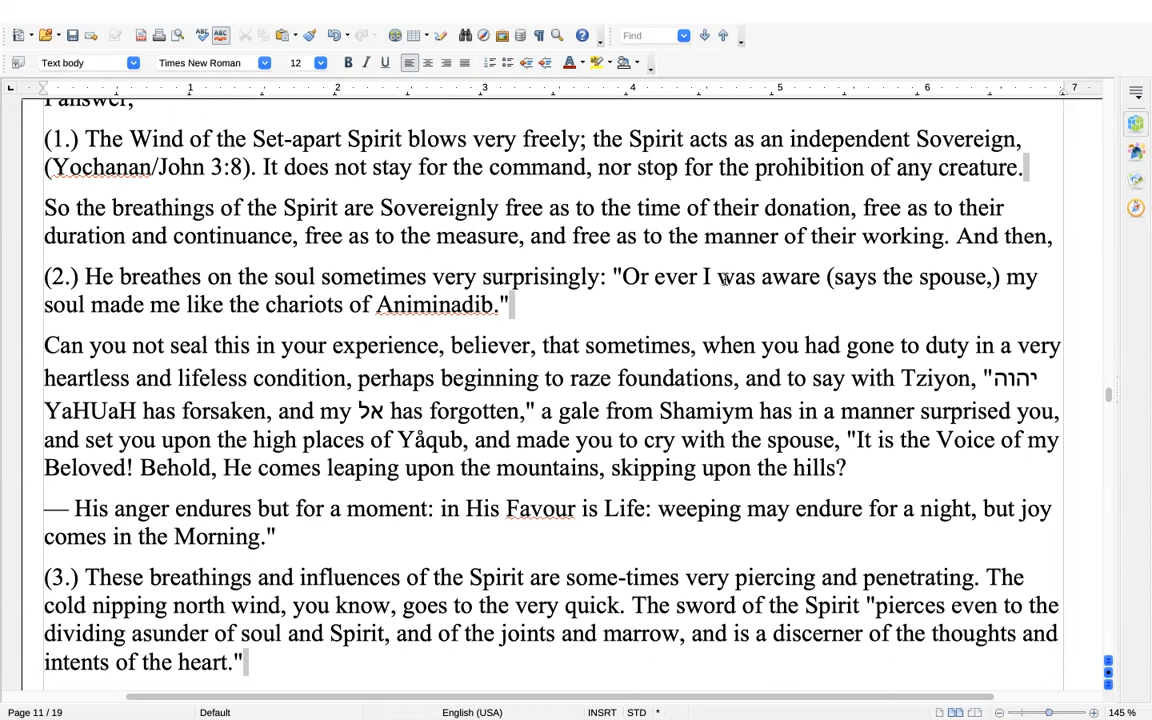 Find
Text body
Times New Roman
12
1 2 3 4 5 6 7
I answer,
(1.) The Wind of the Set-apart Spirit blows very freely; the Spirit acts as an independent Sovereign,
(Yochanan/John 3:8). It does not stay for the command, nor stop for the prohibition of any creature.
So the breathings of the Spirit are Sovereignly free as to the time of their donation, free as to their
duration and continuance, free as to the measure, and free as to the manner of their working. And then,
(2.) He breathes on the soul sometimes very surprisingly: "Or ever I was aware (says the spouse,) my
soul made me like the chariots of Animinadib."
Can you not seal this in your experience, believer, that sometimes, when you had gone to duty in a very
heartless and lifeless condition, perhaps beginning to raze foundations, and to say with Tziyon, "יהוה
YaHUaH has forsaken, and my אל has forgotten," a gale from Shamiym has in a manner surprised you,
and set you upon the high places of Yåqub, and made you to cry with the spouse, "It is the Voice of my
Beloved! Behold, He comes leaping upon the mountains, skipping upon the hills?
— His anger endures but for a moment: in His Favour is Life: weeping may endure for a night, but joy
comes in the Morning."
(3.) These breathings and influences of the Spirit are some-times very piercing and penetrating. The
cold nipping north wind, you know, goes to the very quick. The sword of the Spirit "pierces even to the
dividing asunder of soul and Spirit, and of the joints and marrow, and is a discerner of the thoughts and
intents of the heart."
Page 11 / 19 Default English (USA) INSRT STD * 145 %